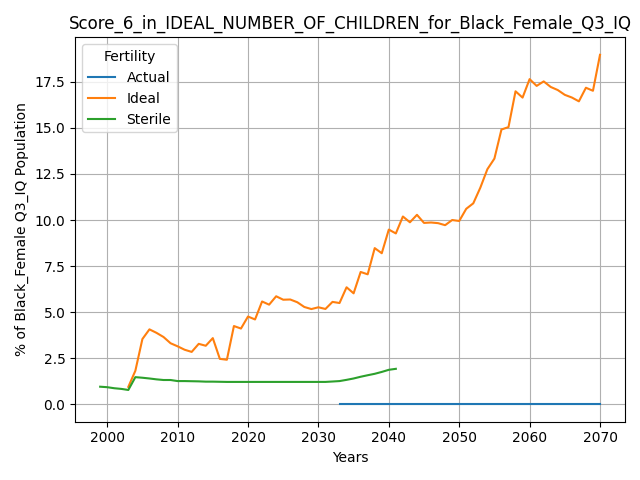 Score_6_in_IDEAL_NUMBER_OF_CHILDREN_for_Black_Female_Q3_IQ
Fertility
Actual
Ideal
Sterile
% of Black_Female Q3_IQ Population
17.5
15.0
12.5
10.0
7.5
5.0
2.5
0.0
2000 2010 2020 2030 2040 2050 2060 2070
Years